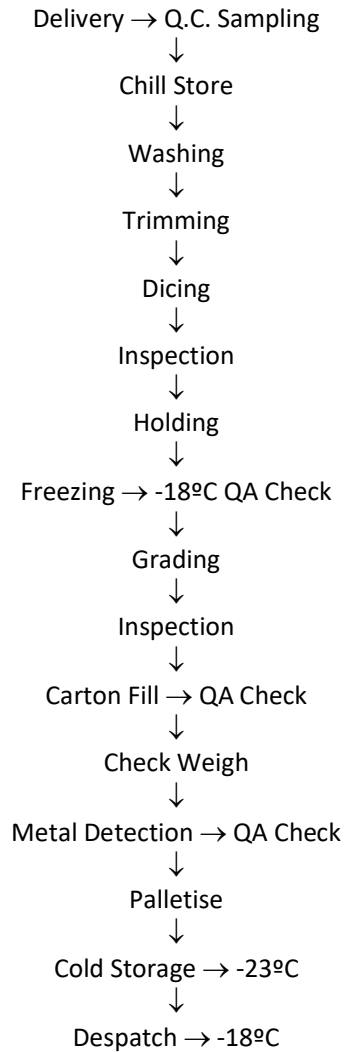 Delivery → Q.C. Sampling
↓
Chill Store
↓
Washing
↓
Trimming
↓
Dicing
↓
Inspection
↓
Holding
↓
Freezing → -18ºC QA Check
↓
Grading
↓
Inspection
↓
Carton Fill → QA Check
↓
Check Weigh
↓
Metal Detection → QA Check
↓
Palletise
↓
Cold Storage → -23ºC
↓
Despatch → -18ºC